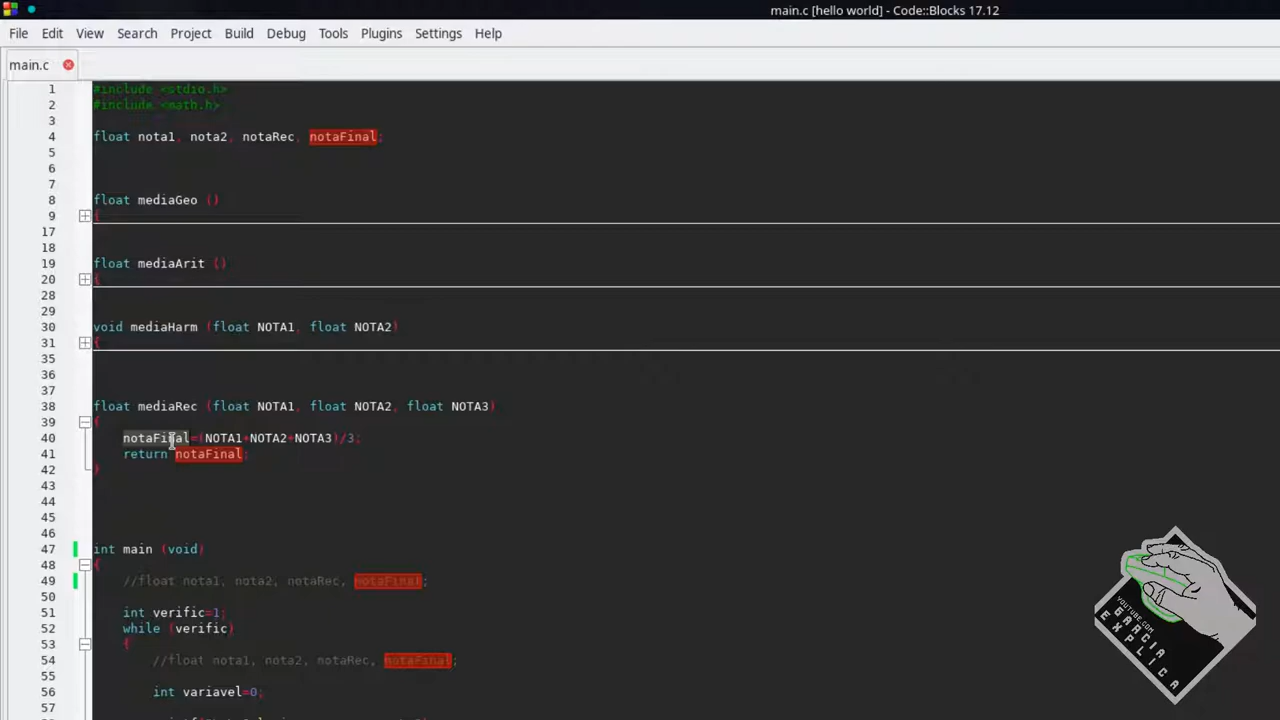 main.c [hello world] - Code::Blocks 17.12
File Edit View Search Project Build Debug Tools Plugins Settings Help
main.c
1 #include <stdio.h>
2 #include <math.h>
3
4 float nota1, nota2, notaRec, notaFinal;
5
6
7
8 float mediaGeo ()
9 {
17
18
19 float mediaArit ()
20 {
28
29
30 void mediaHarm (float NOTA1, float NOTA2)
31 {
35
36
37
38 float mediaRec (float NOTA1, float NOTA2, float NOTA3)
39 {
40 notaFinal=(NOTA1+NOTA2+NOTA3)/3;
41 return notaFinal;
42 }
43
44
45
46
47 int main (void)
48 {
49 //float nota1, nota2, notaRec, notaFinal;
50
51 int verific=1;
52 while (verific)
53 {
54 //float nota1, nota2, notaRec, notaFinal;
55
56 int variavel=0;
57
YOUTUBE.COM
GARCIA
EXPLICA